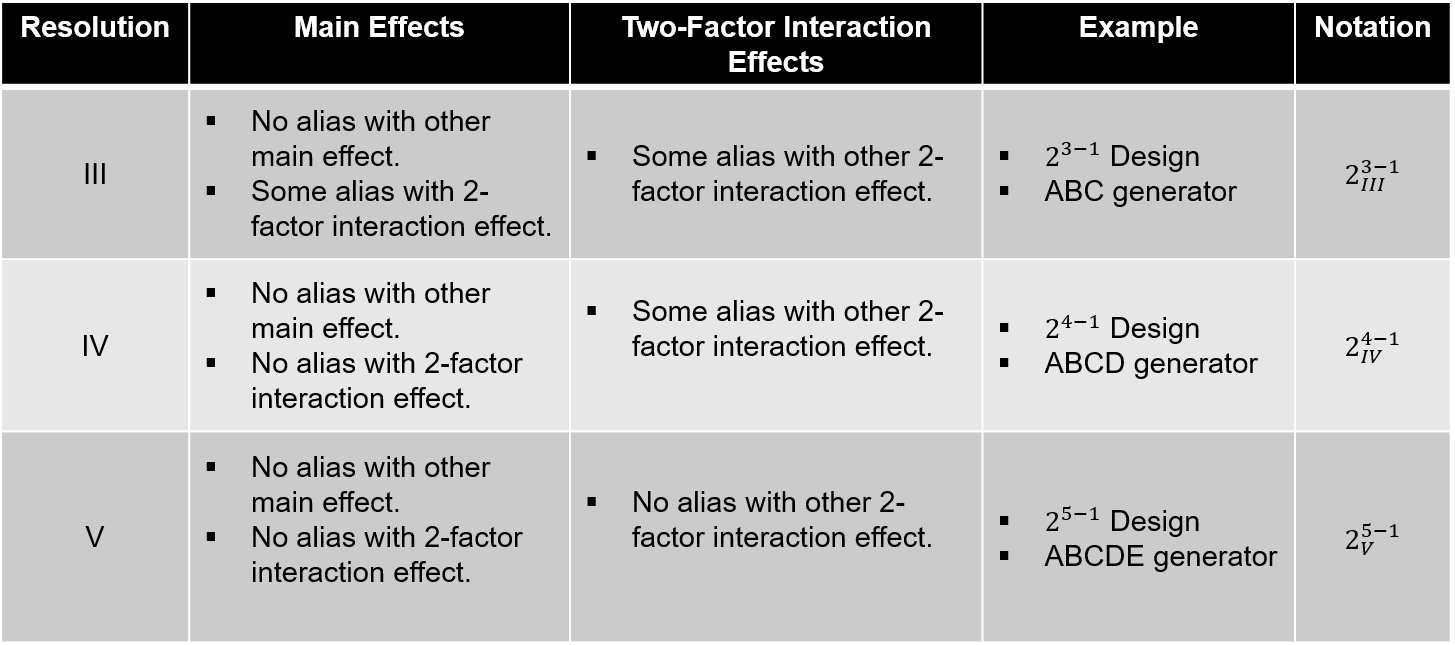 Resolution
Main Effects
Two-Factor Interaction
Effects
Example
Notation
III
▪ No alias with other
main effect.
▪ Some alias with 2-
factor interaction effect.
▪ Some alias with other 2-
factor interaction effect.
▪ 2^{3−1} Design
▪ ABC generator
2_{III}^{3−1}
IV
▪ No alias with other
main effect.
▪ No alias with 2-factor
interaction effect.
▪ Some alias with other 2-
factor interaction effect.
▪ 2^{4−1} Design
▪ ABCD generator
2_{IV}^{4−1}
V
▪ No alias with other
main effect.
▪ No alias with 2-factor
interaction effect.
▪ No alias with other 2-
factor interaction effect.
▪ 2^{5−1} Design
▪ ABCDE generator
2_{V}^{5−1}